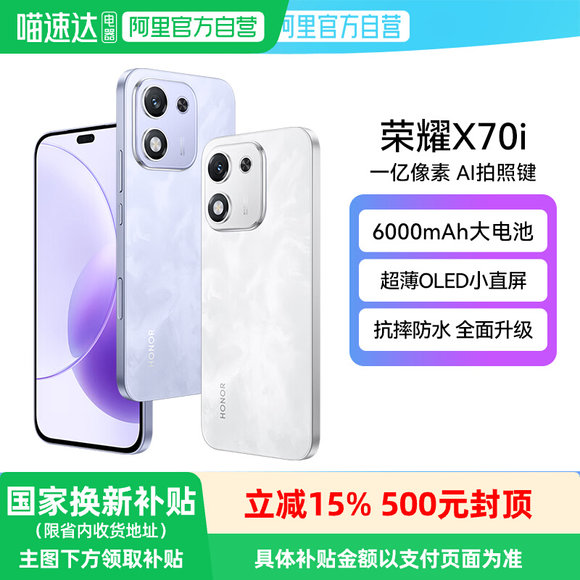 喵速达电器 阿里官方自营 阿里官方自营
荣耀X70i
一亿像素 AI拍照键
6000mAh大电池
超薄OLED小直屏
抗摔防水 全面升级
HONOR
HONOR
国家换新补贴
(限省内收货地址)
主图下方领取补贴
立减15% 500元封顶
具体补贴金额以支付页面为准